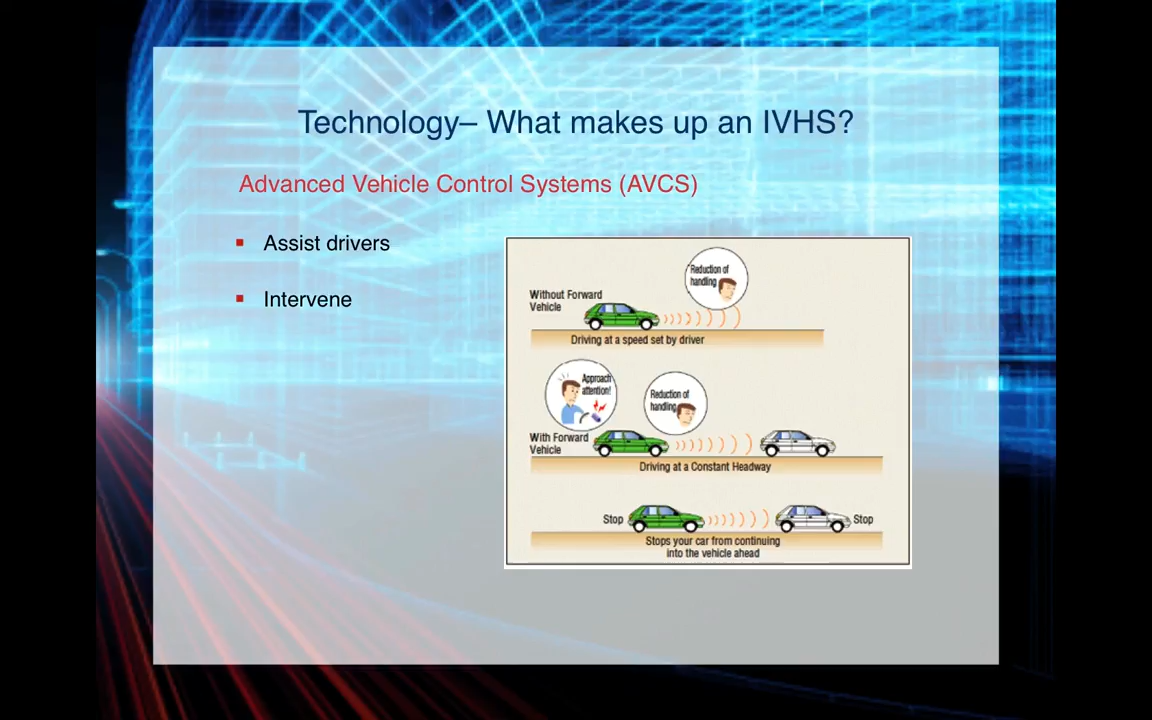 Technology– What makes up an IVHS?
Advanced Vehicle Control Systems (AVCS)
▪ Assist drivers
▪ Intervene
Reduction of
handling
Without Forward
Vehicle
Driving at a speed set by driver
Approach
attention!
Reduction of
handling
With Forward
Vehicle
Driving at a Constant Headway
Stop
Stop
Stops your car from continuing
into the vehicle ahead